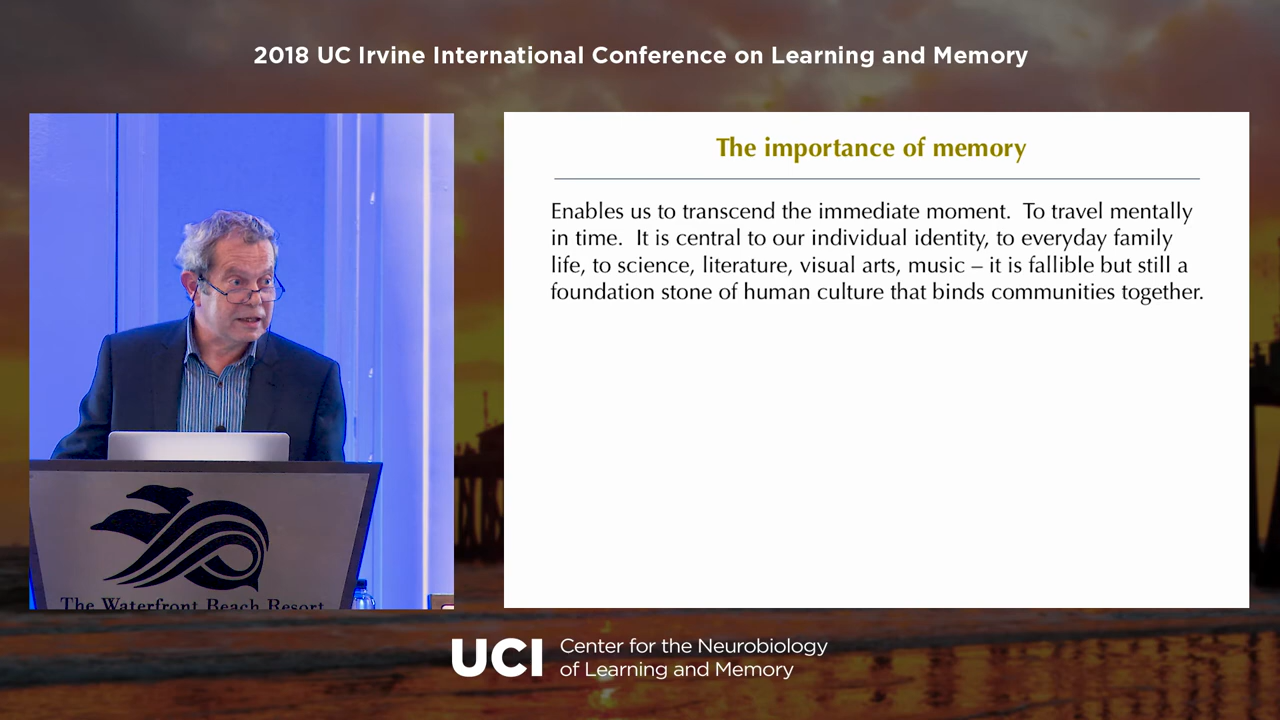 2018 UC Irvine International Conference on Learning and Memory
The importance of memory
Enables us to transcend the immediate moment.  To travel mentally
in time.  It is central to our individual identity, to everyday family
life, to science, literature, visual arts, music – it is fallible but still a
foundation stone of human culture that binds communities together.
The Waterfront Beach Resort
UCI
Center for the Neurobiology
of Learning and Memory